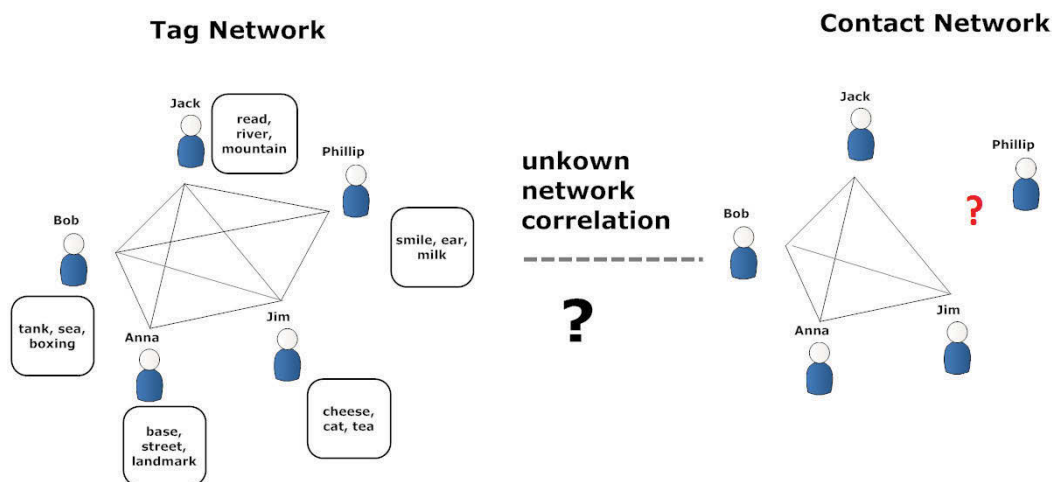 Tag Network
Jack
read,
river,
mountain
Phillip
Bob
smile, ear,
milk
tank, sea,
boxing
Anna
Jim
base,
street,
landmark
cheese,
cat, tea
unkown
network
correlation
?
Contact Network
Jack
Phillip
?
Bob
Jim
Anna